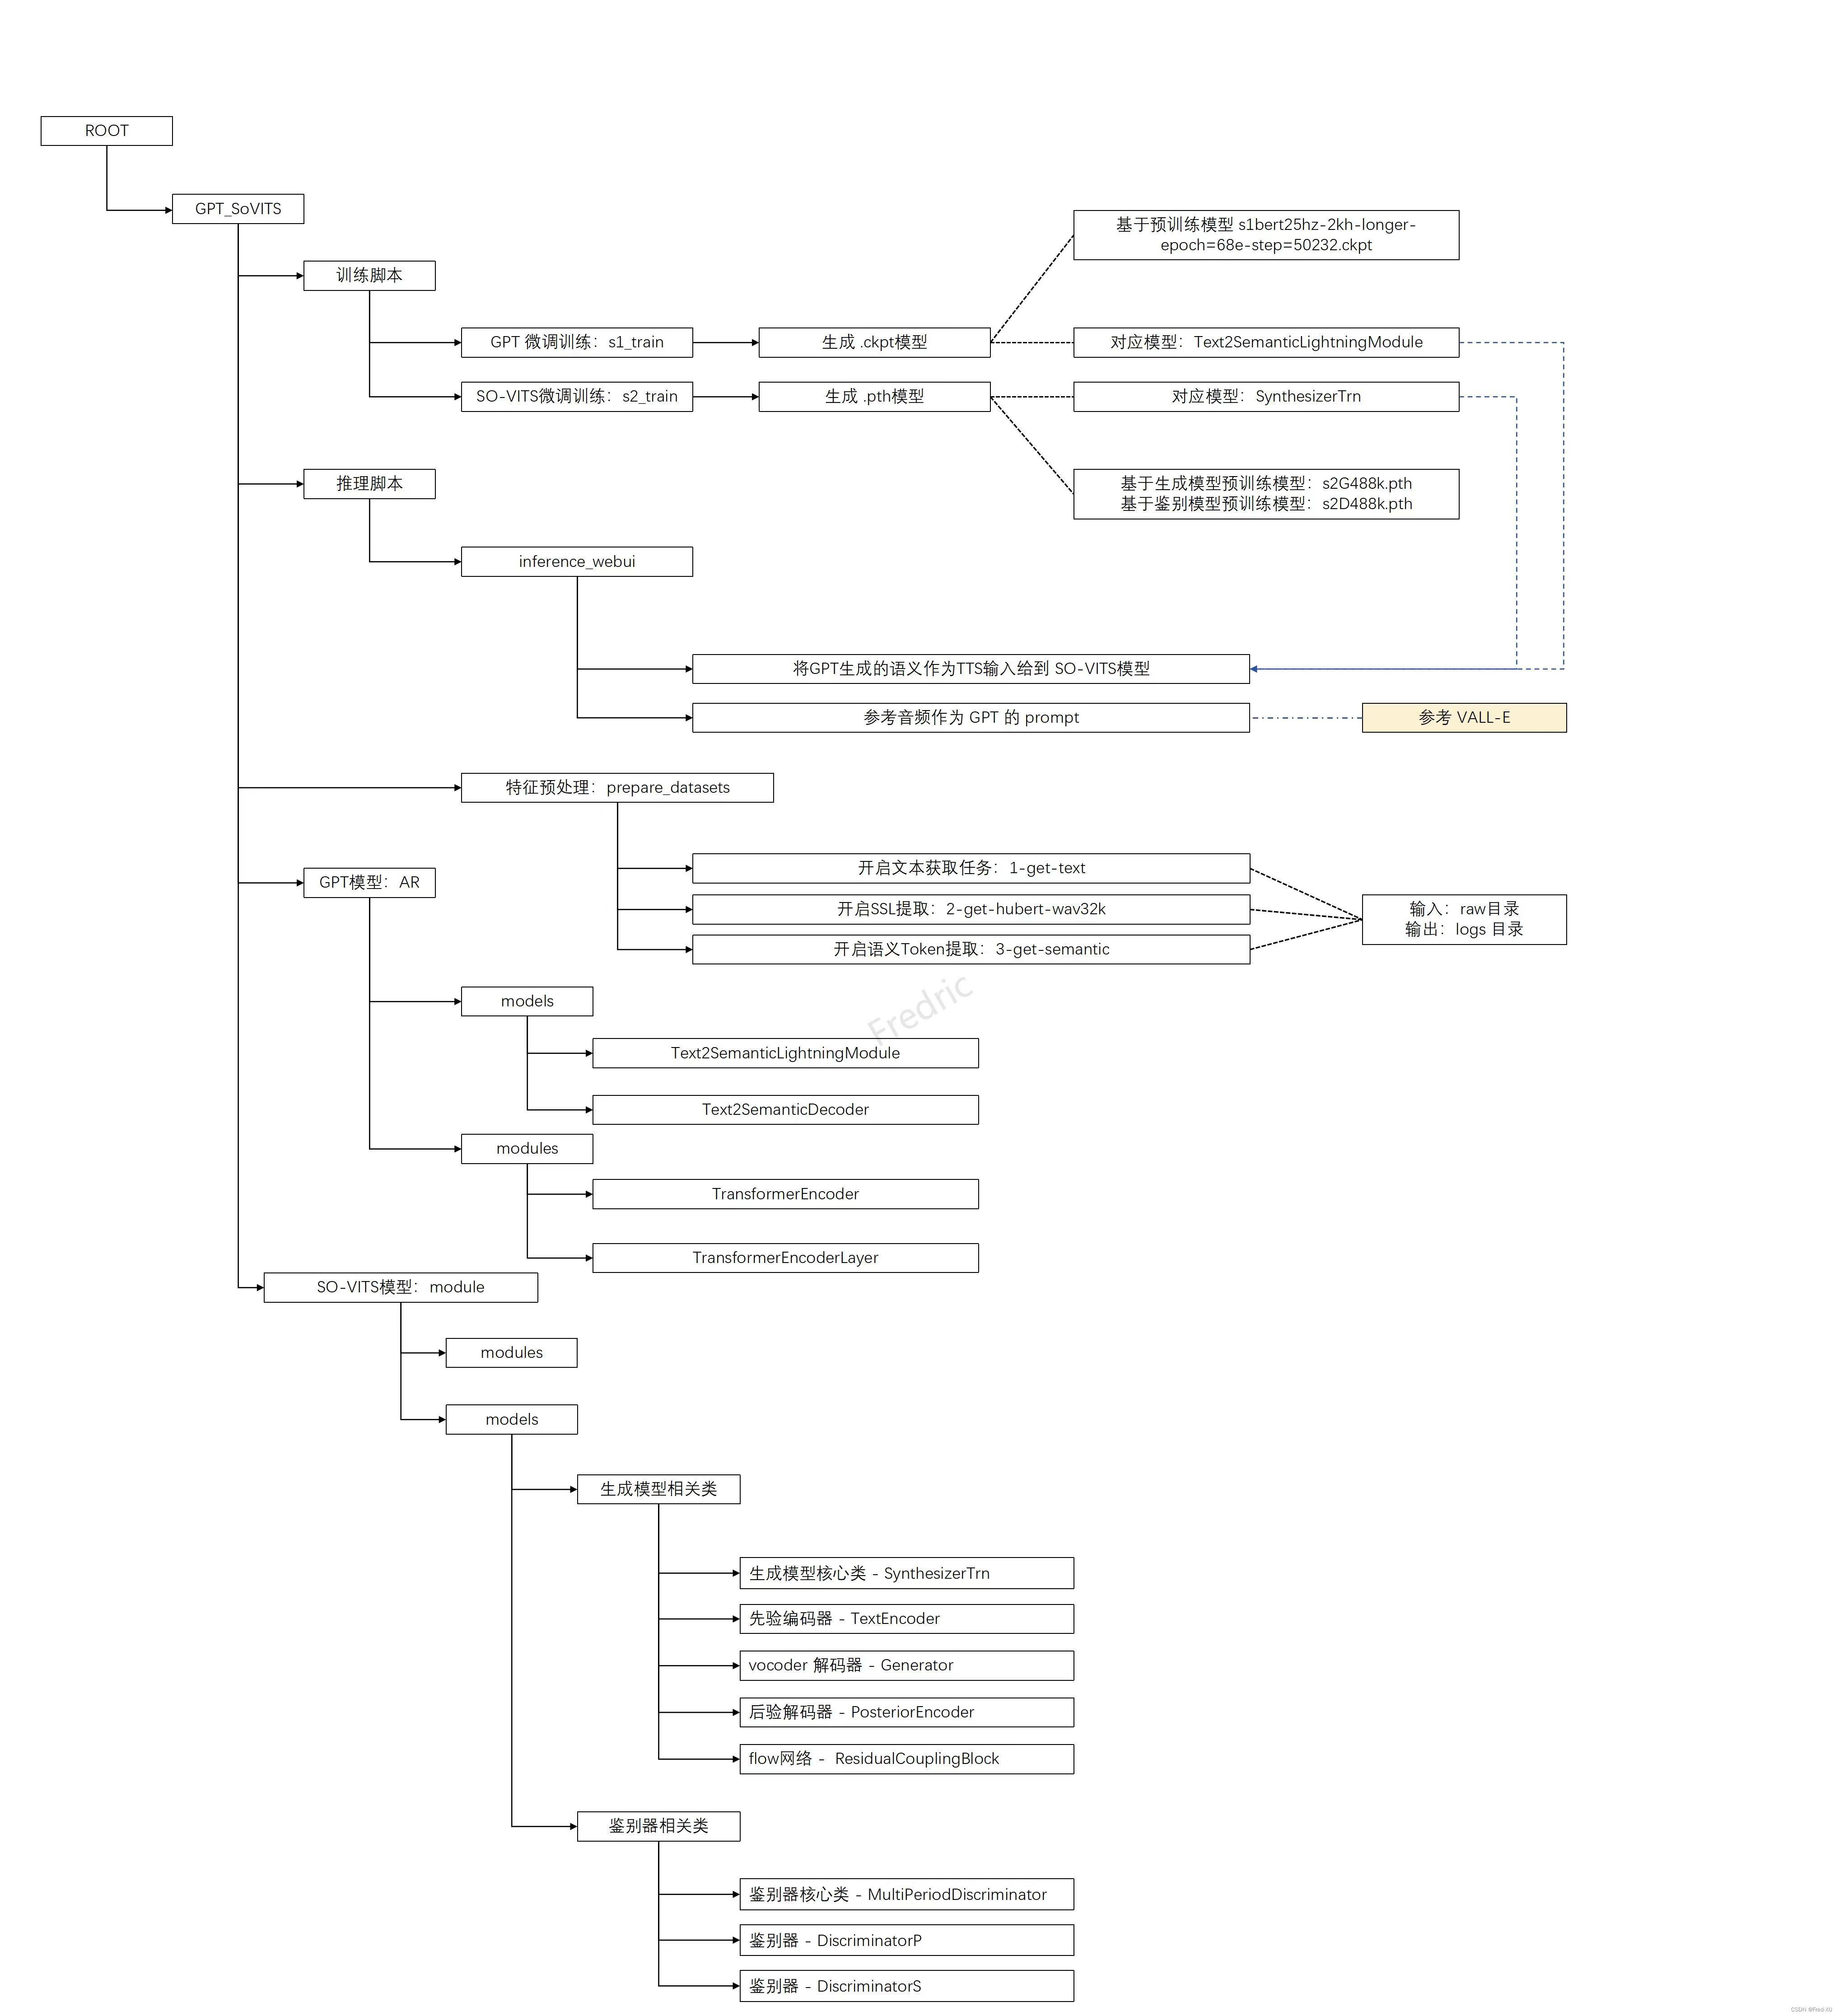 ROOT
GPT_SoVITS
基于预训练模型 s1bert25hz-2kh-longer-
epoch=68e-step=50232.ckpt
训练脚本
GPT 微调训练：s1_train
生成 .ckpt模型
对应模型：Text2SemanticLightningModule
SO-VITS微调训练：s2_train
生成 .pth模型
对应模型：SynthesizerTrn
推理脚本
基于生成模型预训练模型：s2G488k.pth
基于鉴别模型预训练模型：s2D488k.pth
inference_webui
将GPT生成的语义作为TTS输入给到 SO-VITS模型
参考音频作为 GPT 的 prompt
参考 VALL-E
特征预处理：prepare_datasets
开启文本获取任务：1-get-text
GPT模型：AR
开启SSL提取：2-get-hubert-wav32k
输入：raw目录
输出：logs 目录
开启语义Token提取：3-get-semantic
models
Fredric
Text2SemanticLightningModule
Text2SemanticDecoder
modules
TransformerEncoder
TransformerEncoderLayer
SO-VITS模型：module
modules
models
生成模型相关类
生成模型核心类 - SynthesizerTrn
先验编码器 - TextEncoder
vocoder 解码器 - Generator
后验解码器 - PosteriorEncoder
flow网络 - ResidualCouplingBlock
鉴别器相关类
鉴别器核心类 - MultiPeriodDiscriminator
鉴别器 - DiscriminatorP
鉴别器 - DiscriminatorS